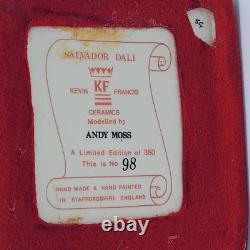 SALVADOR DALI
KEVIN KF FRANCIS
CERAMICS
Modelled by
ANDY MOSS
A Limited Edition of 350
This is No 98
HAND MADE & HAND PAINTED
IN STAFFORDSHIRE ENGLAND